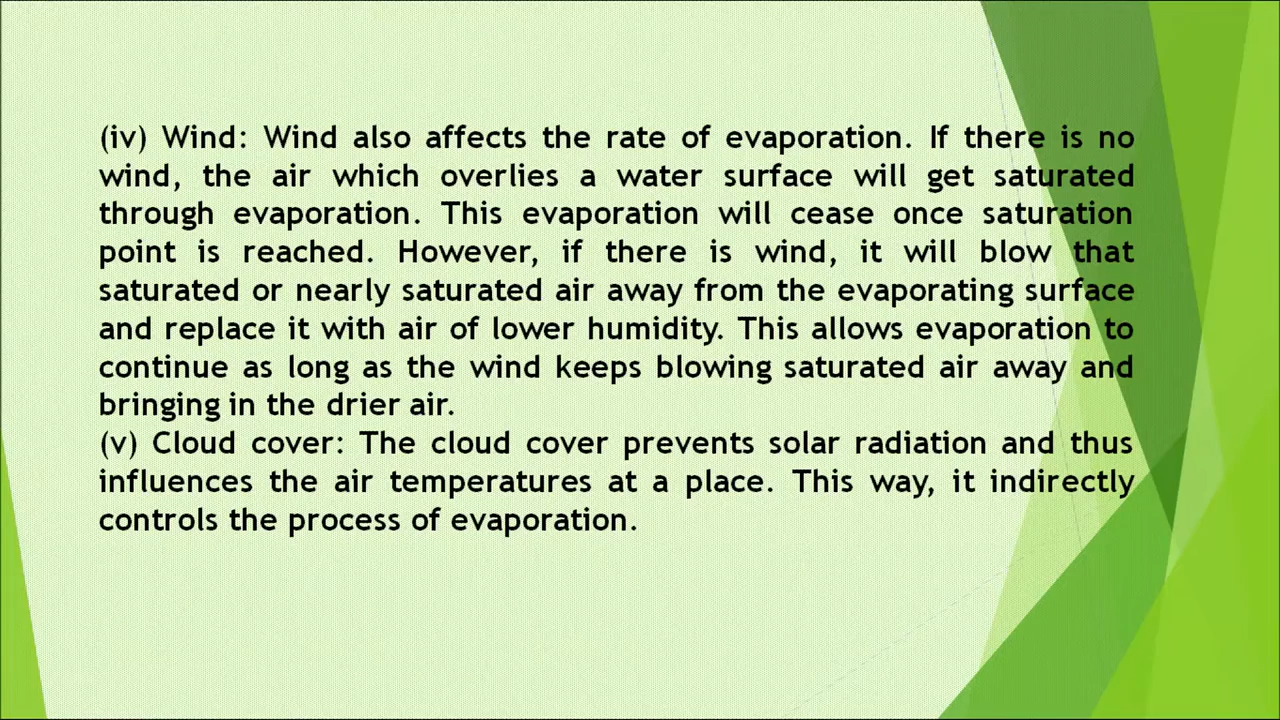 (iv) Wind: Wind also affects the rate of evaporation. If there is no
wind, the air which overlies a water surface will get saturated
through evaporation. This evaporation will cease once saturation
point is reached. However, if there is wind, it will blow that
saturated or nearly saturated air away from the evaporating surface
and replace it with air of lower humidity. This allows evaporation to
continue as long as the wind keeps blowing saturated air away and
bringing in the drier air.
(v) Cloud cover: The cloud cover prevents solar radiation and thus
influences the air temperatures at a place. This way, it indirectly
controls the process of evaporation.